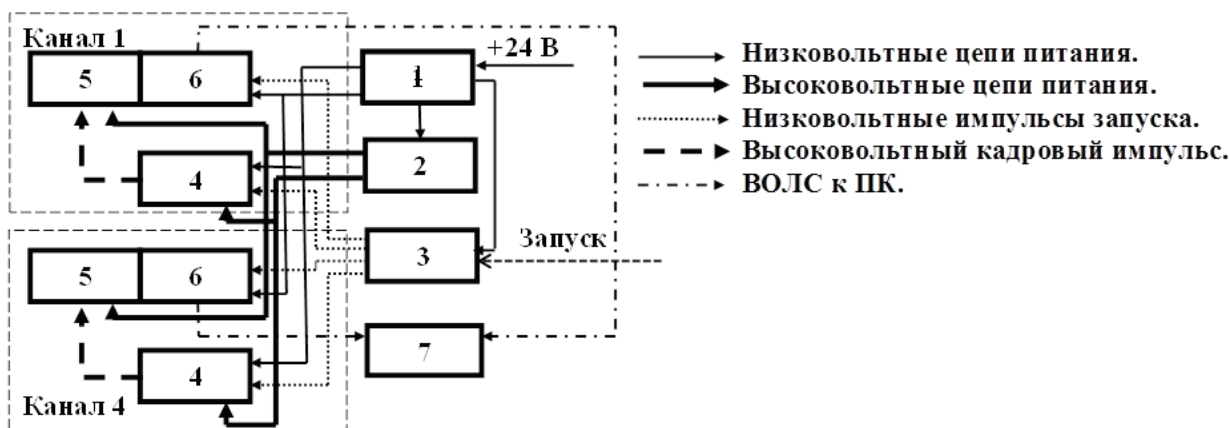 Канал 1
5
6
4
Канал 4
5
6
4
+24 В
1
2
3
7
Запуск
Низковольтные цепи питания.
Высоковольтные цепи питания.
Низковольтные импульсы запуска.
Высоковольтный кадровый импульс.
ВОЛС к ПК.